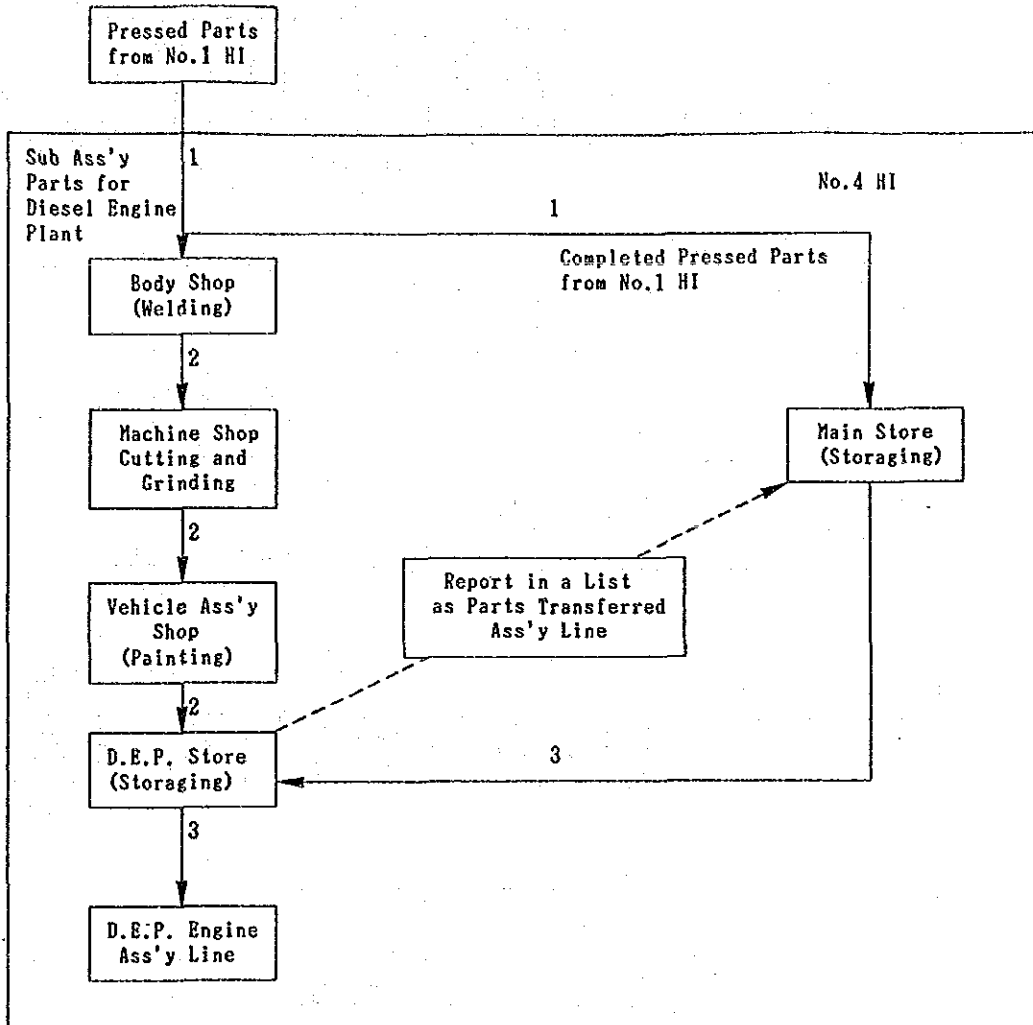 Pressed Parts
from No.1 HI
Sub Ass'y
Parts for
Diesel Engine
Plant
1
No.4 HI
1
Completed Pressed Parts
from No.1 HI
Body Shop
(Welding)
2
Machine Shop
Cutting and
Grinding
Main Store
(Storaging)
2
Report in a List
as Parts Transferred
Ass'y Line
Vehicle Ass'y
Shop
(Painting)
2
D.E.P. Store
(Storaging)
3
3
D.E.P. Engine
Ass'y Line